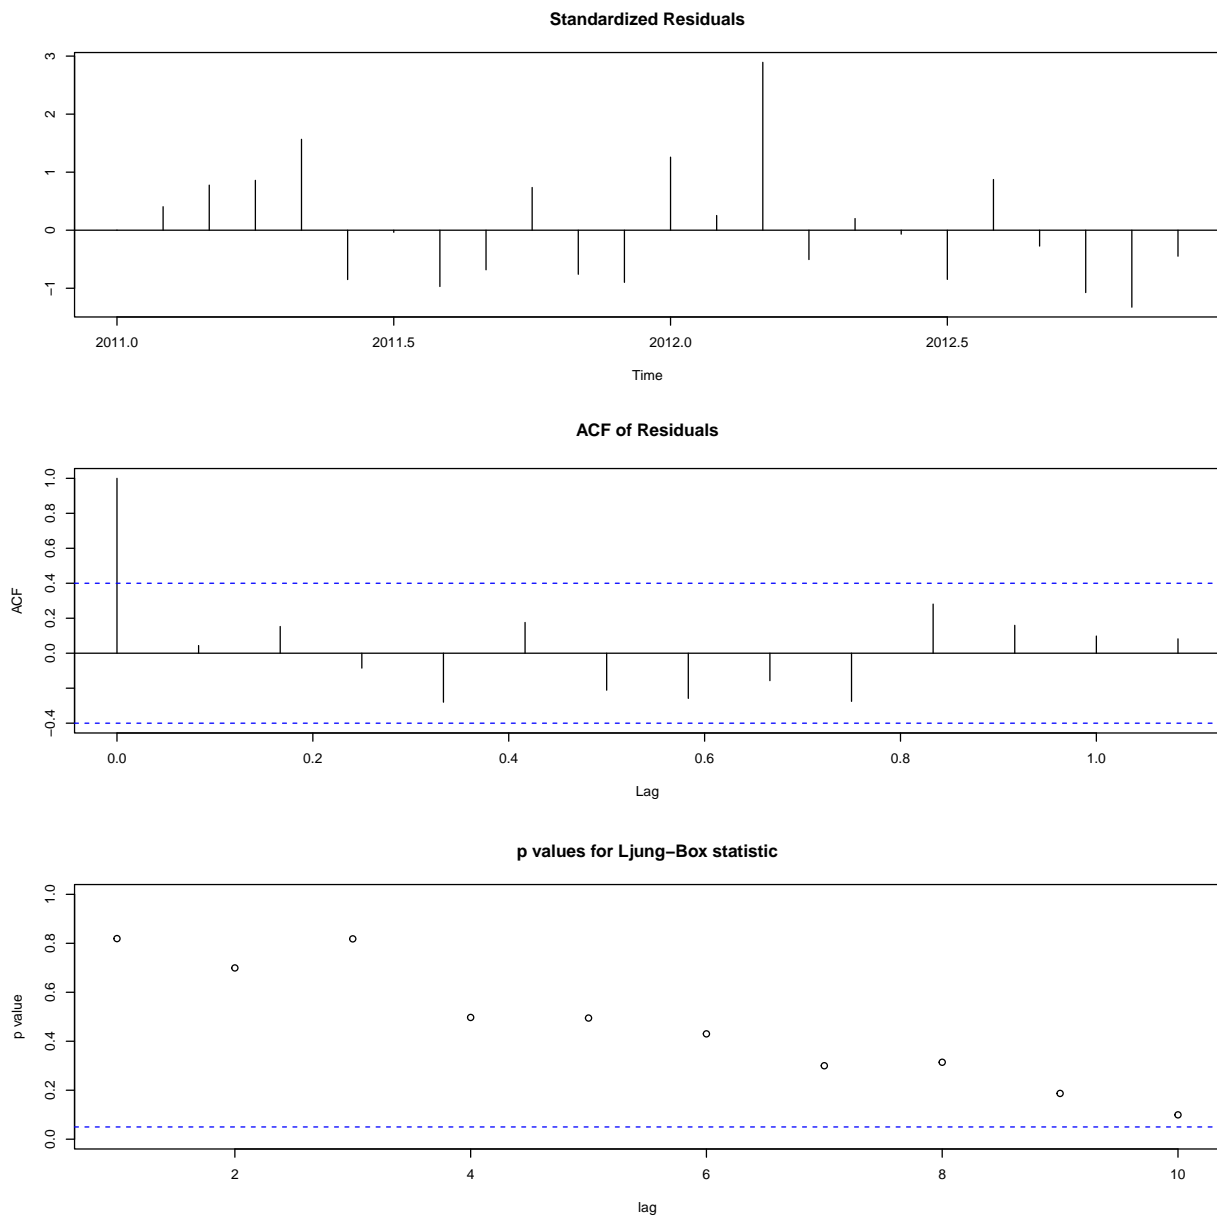 Standardized Residuals
3
2
1
0
−1
2011.0 2011.5 2012.0 2012.5
Time
ACF of Residuals
ACF
1.0
0.8
0.6
0.4
0.2
0.0
−0.4
0.0 0.2 0.4 0.6 0.8 1.0
Lag
p values for Ljung−Box statistic
p value
1.0
0.8
0.6
0.4
0.2
0.0
2 4 6 8 10
lag